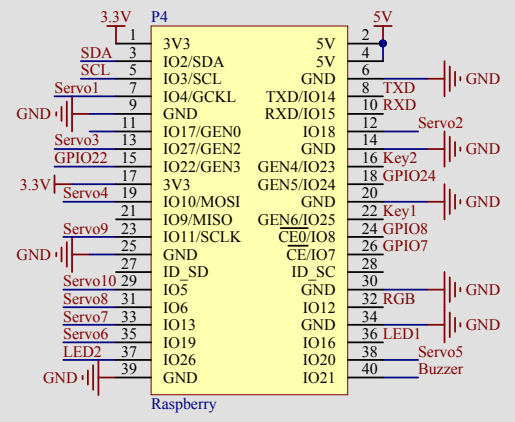 3.3V P4 5V
1 3V3 5V 2
SDA 3 IO2/SDA 5V 4
SCL 5 IO3/SCL GND 6 GND
Servo1 7 IO4/GCKL TXD/IO14 8 TXD
GND 9 GND RXD/IO15 10 RXD
11 IO17/GEN0 IO18 12 Servo2
Servo3 13 IO27/GEN2 GND 14 GND
GPIO22 15 IO22/GEN3 GEN4/IO23 16 Key2
3.3V 17 3V3 GEN5/IO24 18 GPIO24
Servo4 19 IO10/MOSI GND 20 GND
21 IO9/MISO GEN6/IO25 22 Key1
Servo9 23 IO11/SCLK CE0/IO8 24 GPIO8
GND 25 GND CE/IO7 26 GPIO7
27 ID_SD ID_SC 28
Servo10 29 IO5 GND 30 GND
Servo8 31 IO6 IO12 32 RGB
Servo7 33 IO13 GND 34 GND
Servo6 35 IO19 IO16 36 LED1
LED2 37 IO26 IO20 38 Servo5
GND 39 GND IO21 40 Buzzer
Raspberry